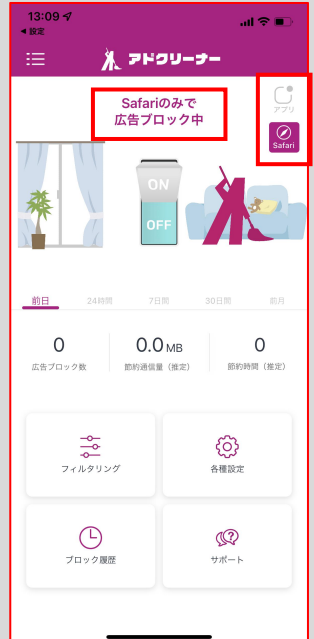 13:09
◀ 設定
アドクリーナー
Safariのみで
広告ブロック中
アプリ
Safari
ON
OFF
前日 24時間 7日間 30日間 前月
0 0.0 MB 0
広告ブロック数 節約通信量（推定） 節約時間（推定）
フィルタリング 各種設定
ブロック履歴 サポート